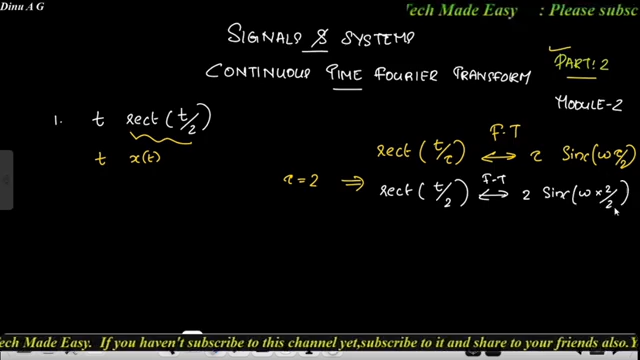 Dinu A G
Tech Made Easy : Please subsc
SIGNALS & SYSTEMS
CONTINUOUS TIME FOURIER TRANSFORM
✓ PART: 2
MODULE-2
1. t rect(t/2)
t x(t)
rect(t/τ) F.T ↔ τ Sinc(ωτ/2)
τ=2 ⇒ rect(t/2) F.T ↔ 2 Sinc(ω×2/2)
Tech Made Easy. If you haven't subscribe to this channel yet,subscribe to it and share to your friends also.Y